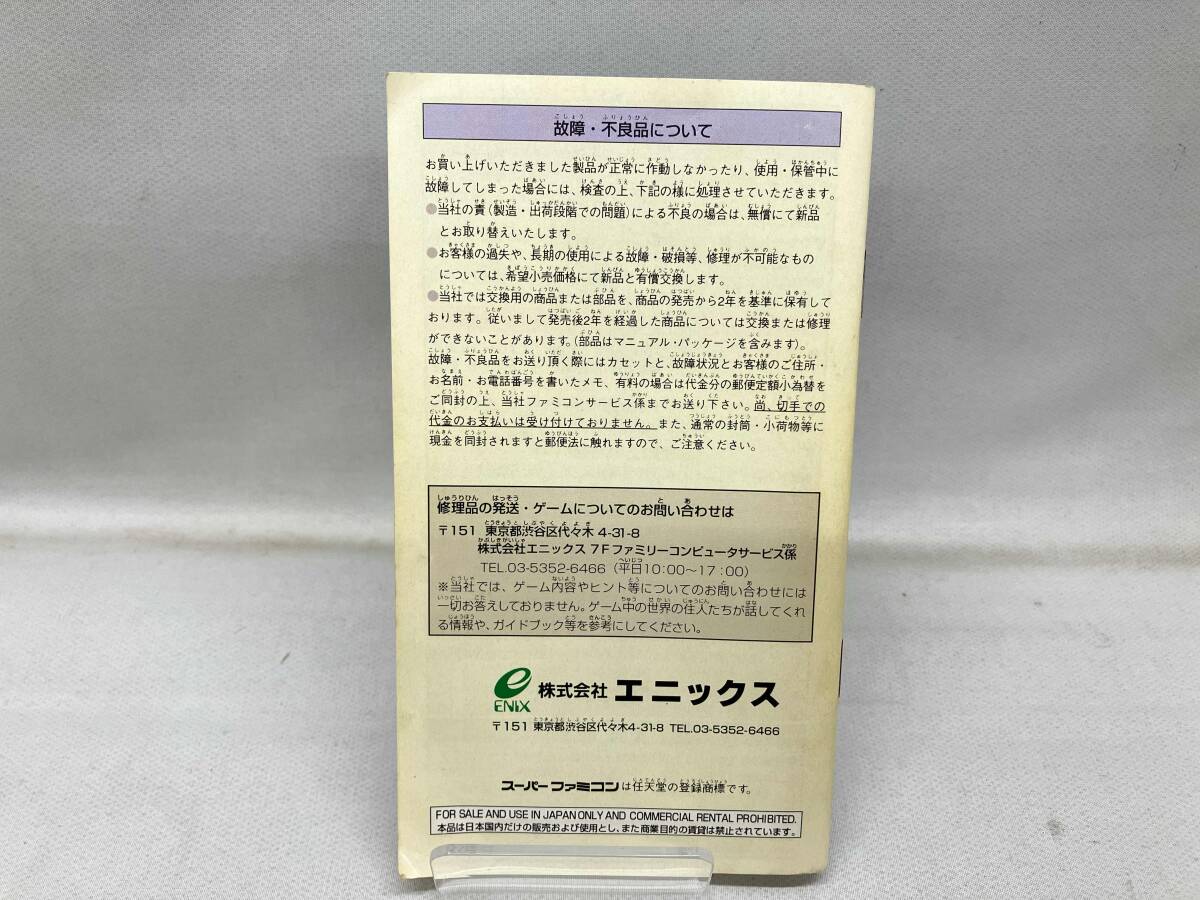 故障・不良品について
お買い上げいただきました製品が正常に作動しなかったり、使用・保管中に
故障してしまった場合には、検査の上、下記の様に処理させていただきます。
●当社の責(製造・出荷段階での問題)による不良の場合は、無償にて新品
とお取り替えいたします。
●お客様の過失や、長期の使用による故障・破損等、修理が不可能なもの
については、希望小売価格にて新品と有償交換します。
●当社では交換用の商品または部品を、商品の発売から2年を基準に保有して
おります。従いまして発売後2年を経過した商品については交換または修理
ができないことがあります。(部品はマニュアル・パッケージを含みます)。
故障・不良品をお送り頂く際にはカセットと、故障状況とお客様のご住所・
お名前・お電話番号を書いたメモ、有料の場合は代金分の郵便定額小為替を
ご同封の上、当社ファミコンサービス係までお送り下さい。尚、切手での
代金のお支払いは受け付けておりません。また、通常の封筒・小荷物等に
現金を同封されますと郵便法に触れますので、ご注意ください。
修理品の発送・ゲームについてのお問い合わせは
〒151 東京都渋谷区代々木 4-31-8
株式会社エニックス 7Fファミリーコンピュータサービス係
TEL.03-5352-6466 (平日10:00〜17:00)
※当社では、ゲーム内容やヒント等についてのお問い合わせには
一切お答えしておりません。ゲーム中の世界の住人たちが話してくれ
る情報や、ガイドブック等を参考にしてください。
e ENIX 株式会社 エニックス
〒151 東京都渋谷区代々木4-31-8 TEL.03-5352-6466
スーパーファミコンは任天堂の登録商標です。
FOR SALE AND USE IN JAPAN ONLY AND COMMERCIAL RENTAL PROHIBITED.
本品は日本国内だけの販売および使用とし、また商業目的の賃貸は禁止されています。